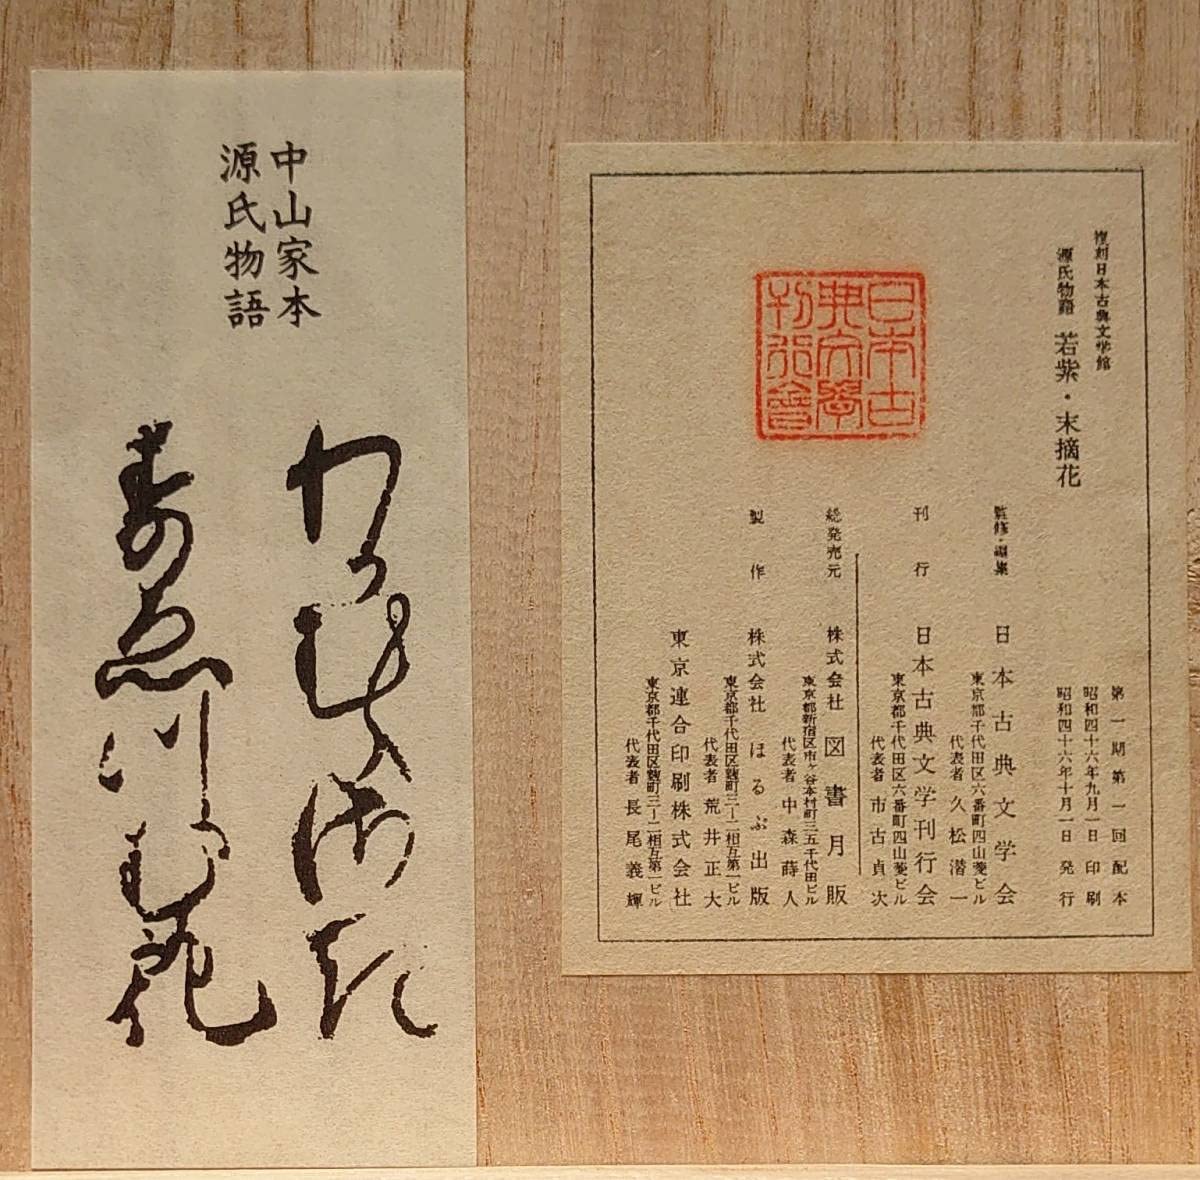 中山家本
源氏物語
わかむらさき
すゑつむ花
複刻日本古典文学館
源氏物語 若紫・末摘花
第一期第一回配本
昭和四十六年九月一日 印刷
昭和四十六年十月一日 発行
監修・編集 日本古典文学会
東京都千代田区六番町四山菱ビル
代表者 久松潜一
刊行 日本古典文学刊行会
東京都千代田区六番町四山菱ビル
代表者 市古貞次
総発売元 株式会社 図書月販
東京都新宿区市ヶ谷本村町三五千代田ビル
代表者 中森蒔人
製作 株式会社 ほるぷ出版
東京都千代田区麹町三ー二相互第一ビル
代表者 荒井正大
東京連合印刷株式会社
東京都千代田区麹町三ー二相互第一ビル
代表者 長尾義輝
日本古
典文學
刊行會